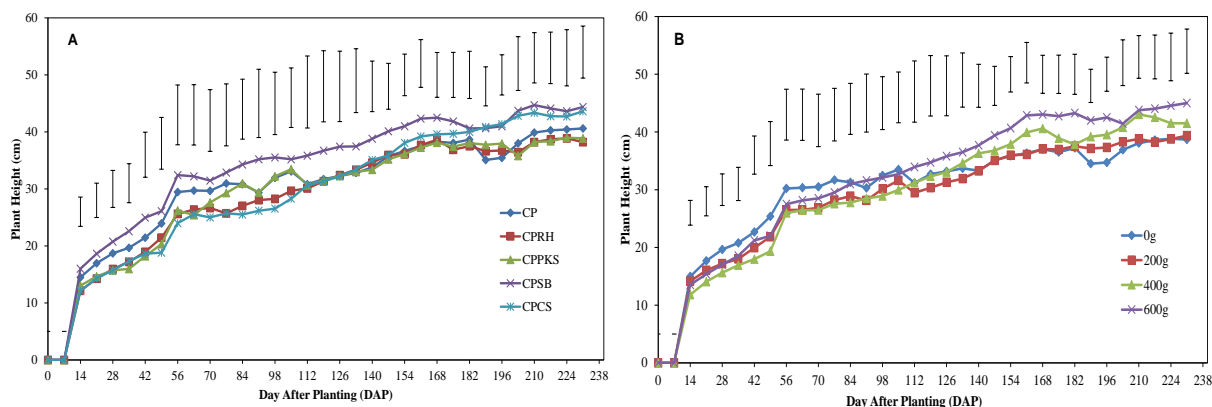 A
Plant Height (cm)
60
50
40
30
20
10
0
0 14 28 42 56 70 84 98 112 126 140 154 168 182 196 210 224 238
Day After Planting (DAP)
CP
CPRH
CPPKS
CPSB
CPCS
B
Plant Height (cm)
60
50
40
30
20
10
0
0 14 28 42 56 70 84 98 112 126 140 154 168 182 196 210 224 238
Day After Planting (DAP)
0g
200g
400g
600g